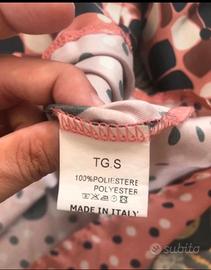 TG S
100%POLIESTERE
POLYESTER
MADE IN ITALY
subito